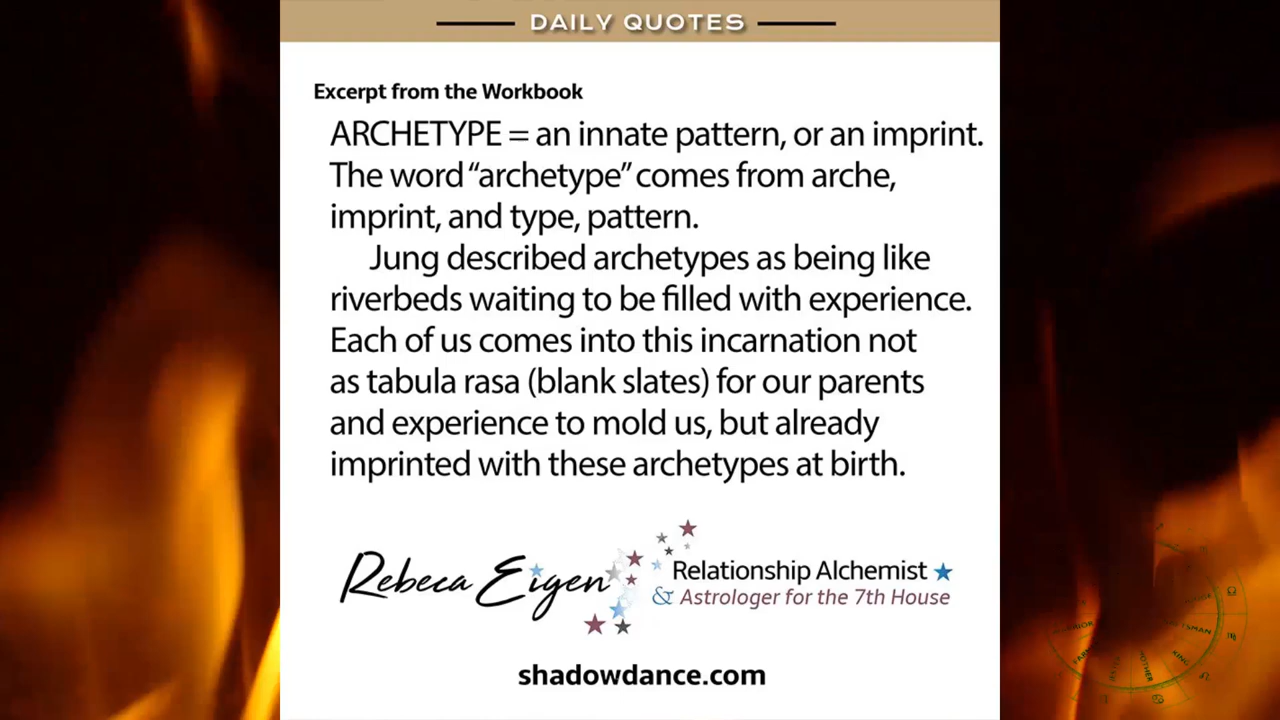 DAILY QUOTES
Excerpt from the Workbook
ARCHETYPE = an innate pattern, or an imprint.
The word “archetype” comes from arche,
imprint, and type, pattern.
Jung described archetypes as being like
riverbeds waiting to be filled with experience.
Each of us comes into this incarnation not
as tabula rasa (blank slates) for our parents
and experience to mold us, but already
imprinted with these archetypes at birth.
Rebeca Eigen
Relationship Alchemist
& Astrologer for the 7th House
shadowdance.com
KING